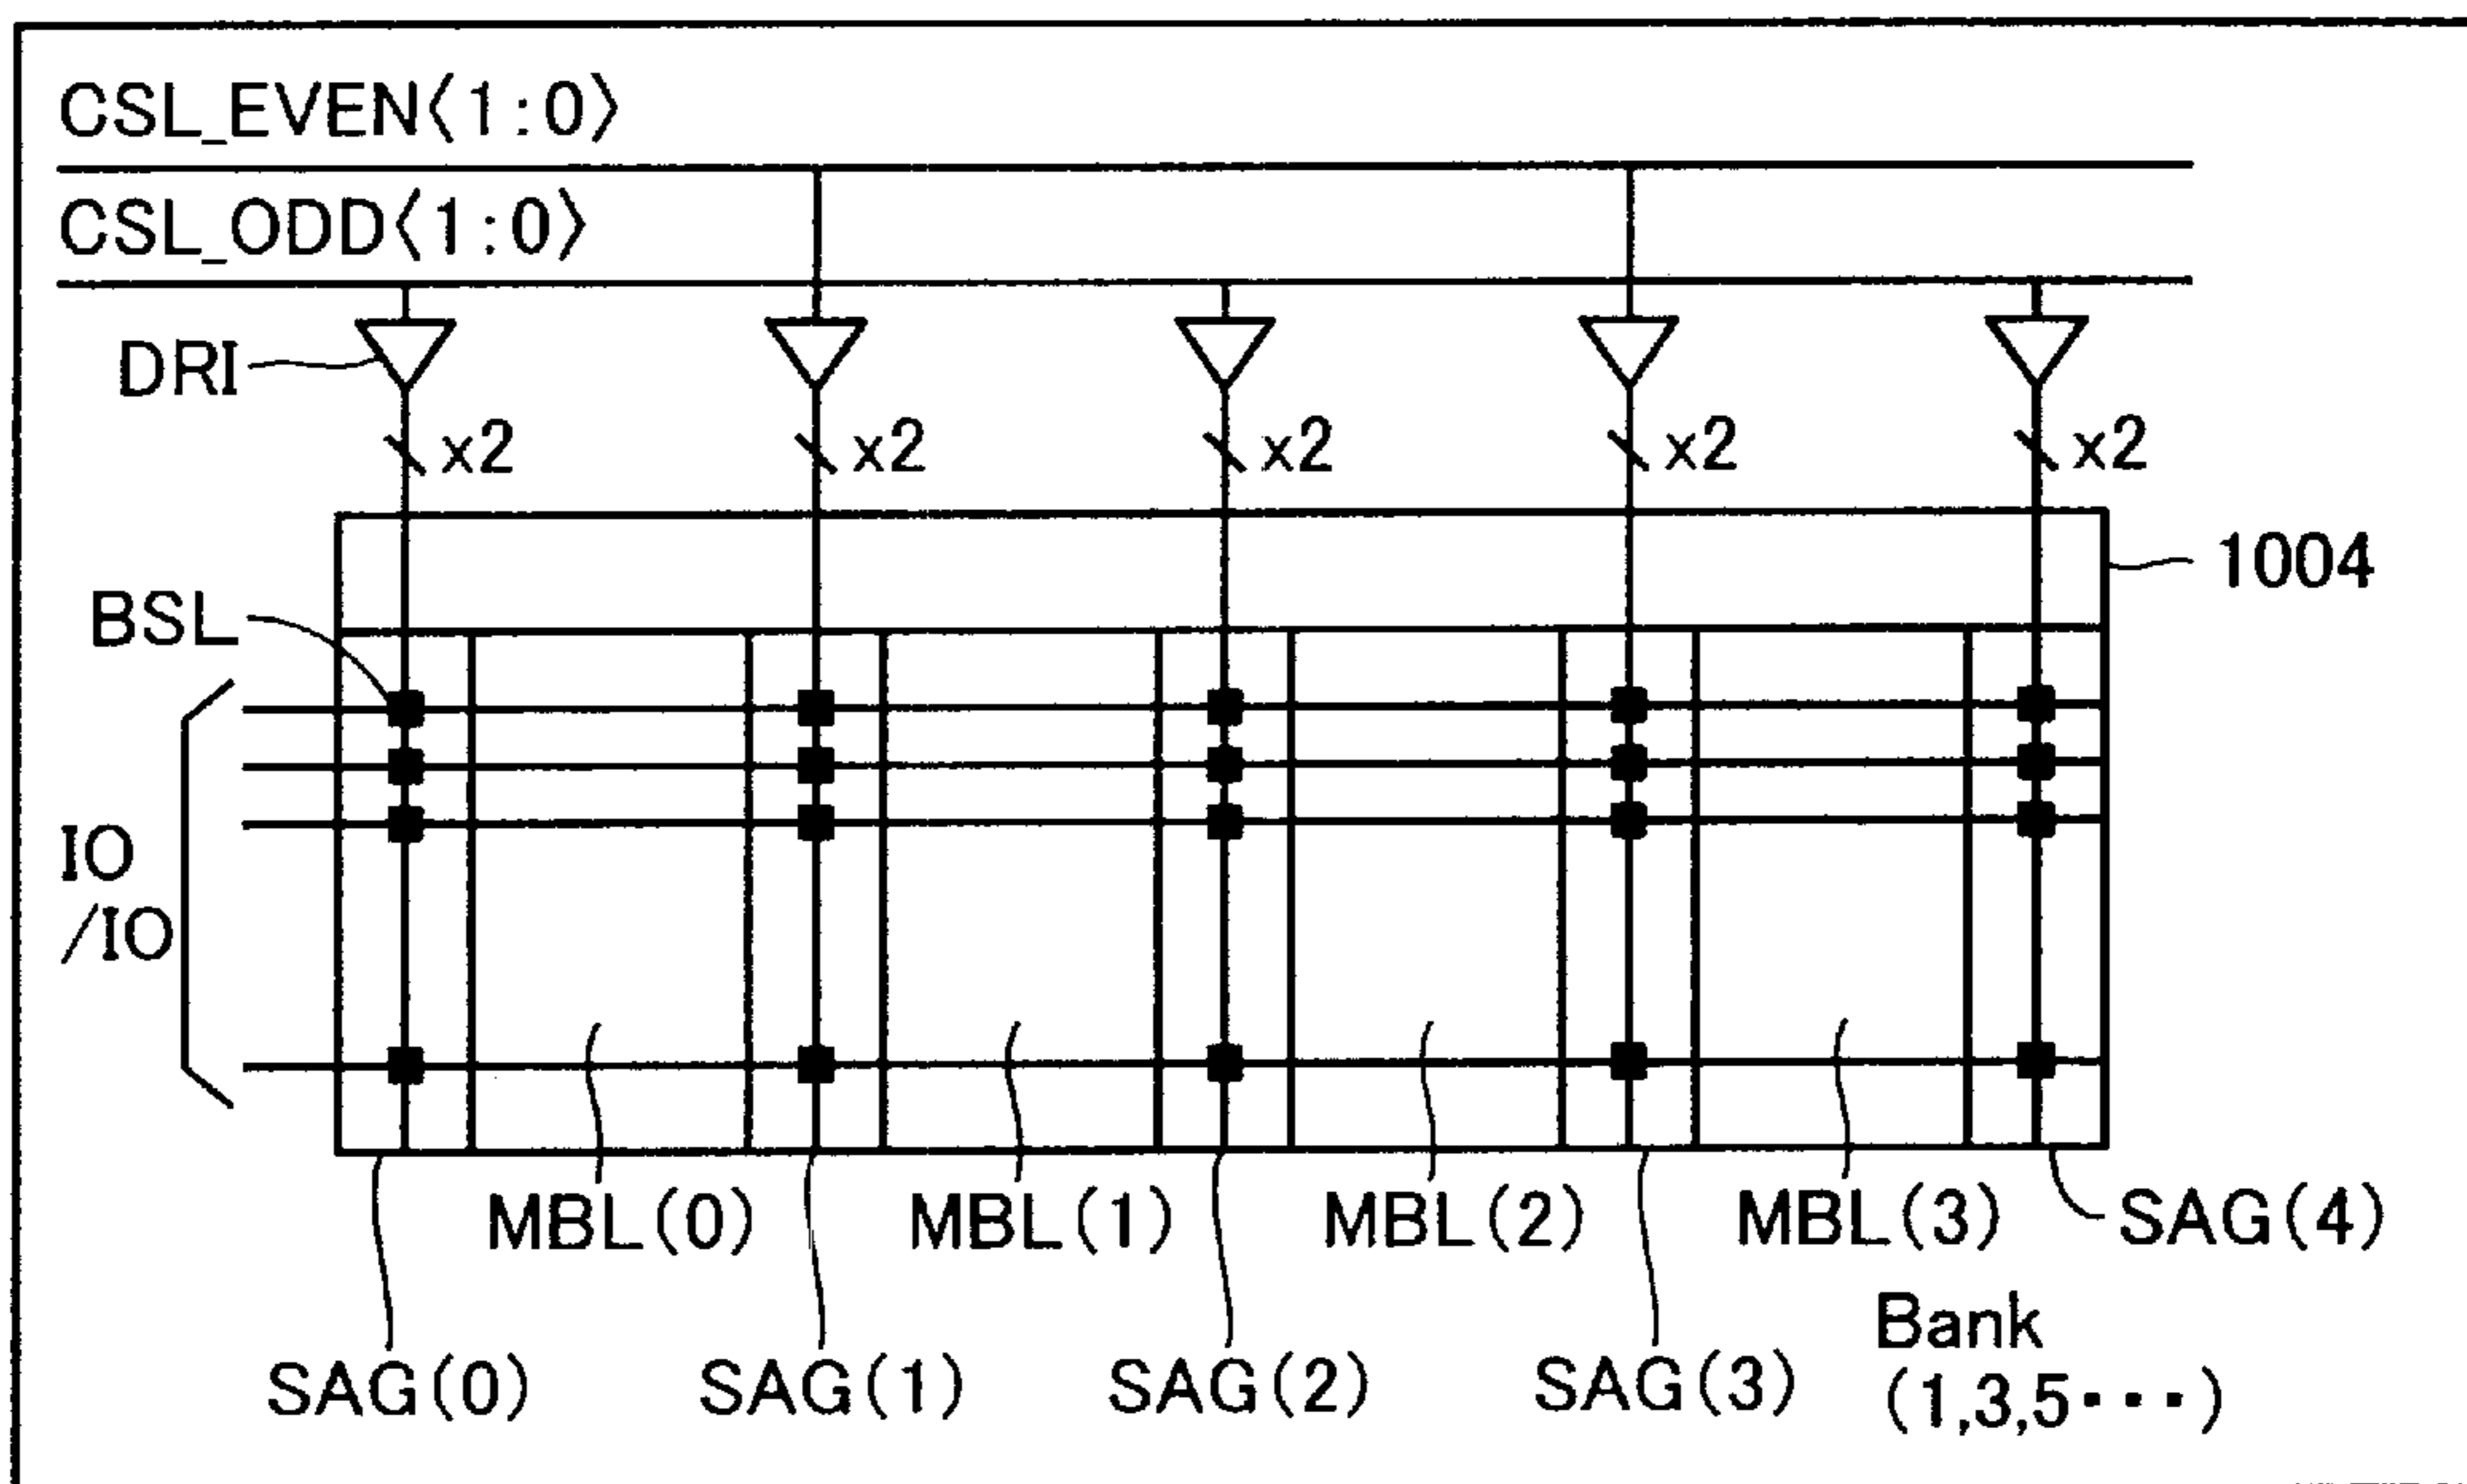 CSL_EVEN〈1:0〉
CSL_ODD〈1:0〉
DRI
x2 x2 x2 x2 x2
1004
BSL
IO
/IO
MBL(0) MBL(1) MBL(2) MBL(3) SAG(4)
SAG(0) SAG(1) SAG(2) SAG(3)
Bank
(1,3,5···)